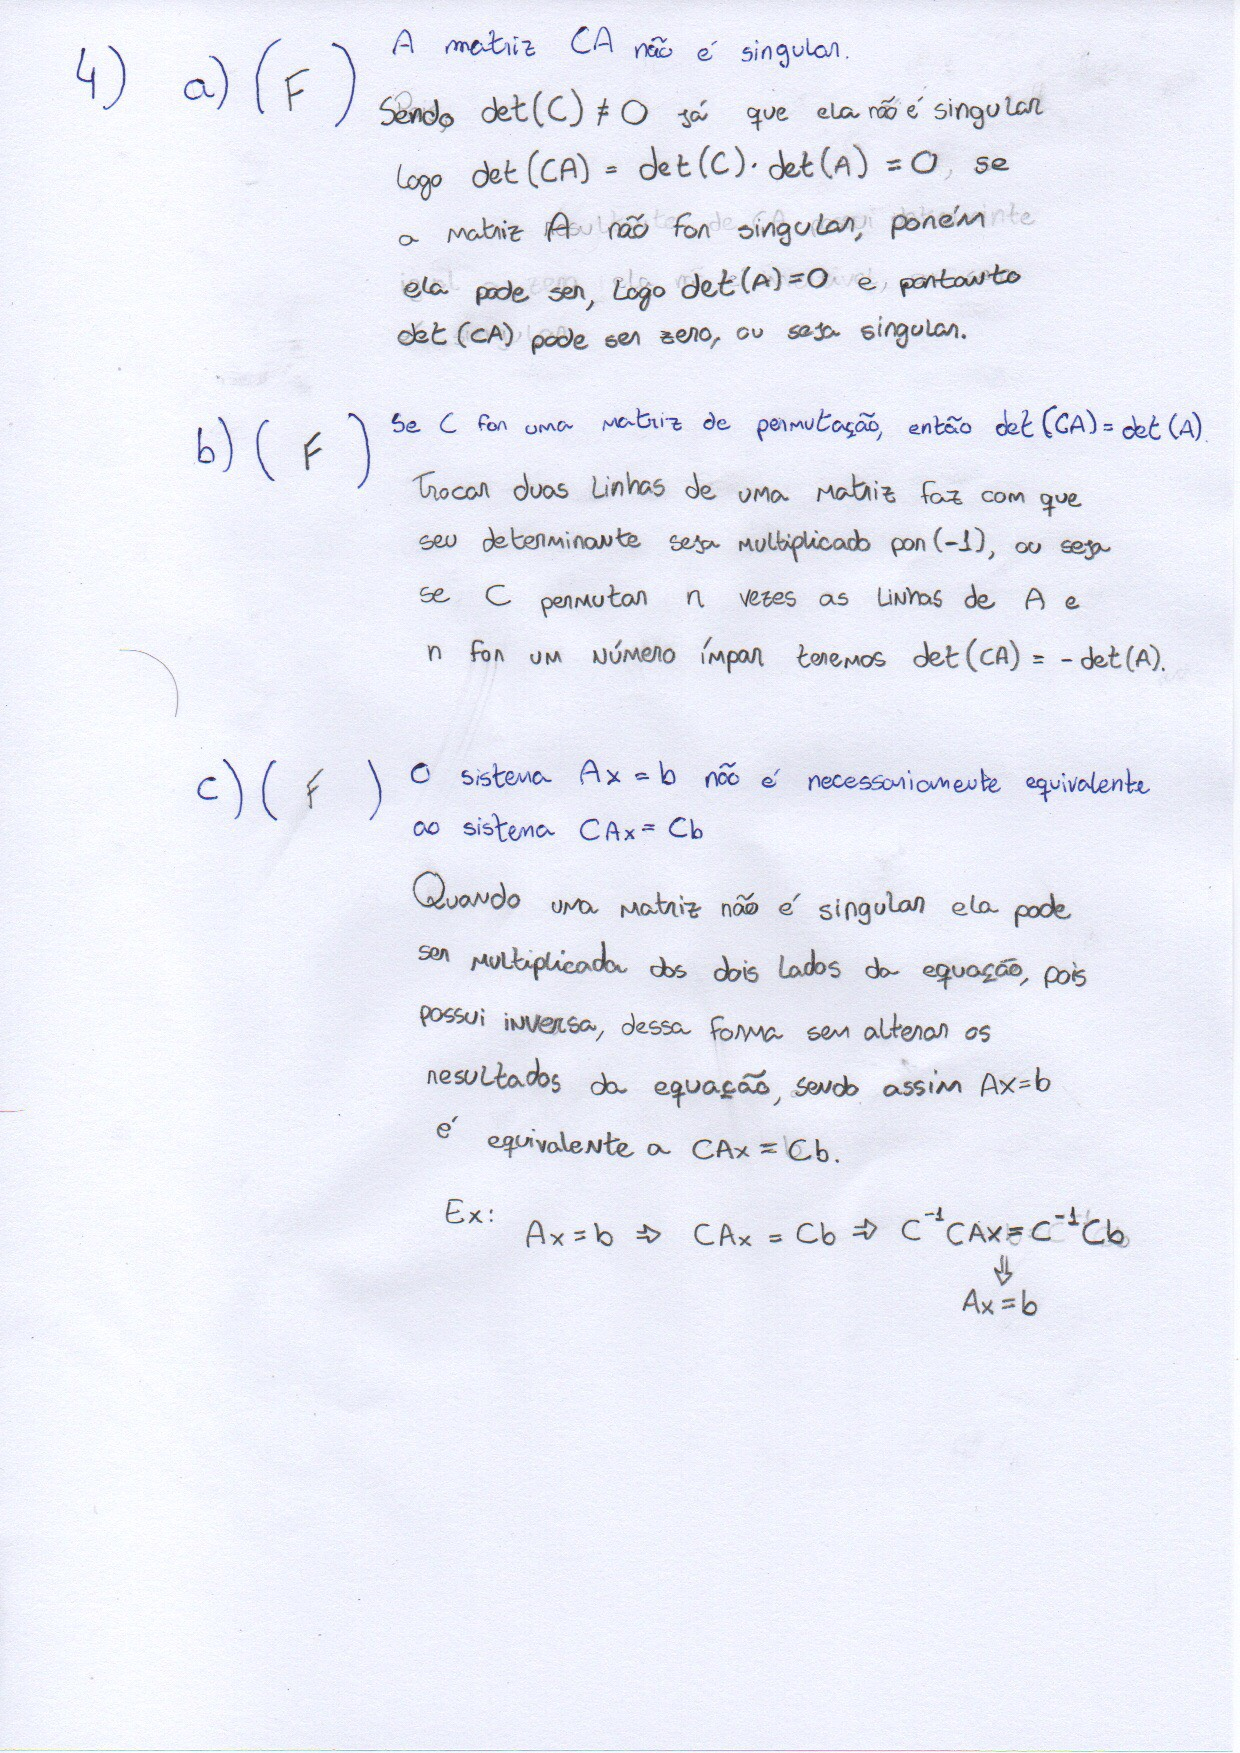 4) a) ( F ) A matriz CA não é singular.
Sendo det(C) ≠ 0 já que ela não é singular
Logo det(CA) = det(C)·det(A) = 0, se
a matriz A não for singular, porém
ela pode ser, Logo det(A)=0 e portanto
det(CA) pode ser zero, ou seja singular.
b) ( F ) Se C for uma matriz de permutação, então det(CA)=det(A).
Trocar duas Linhas de uma matriz faz com que
seu determinante seja multiplicado por (-1), ou seja
se C permutar n vezes as Linhas de A e
n for um número ímpar teremos det(CA) = -det(A).
c) ( F ) O sistema Ax = b não é necessariamente equivalente
ao sistema CAx = Cb
Quando uma matriz não é singular ela pode
ser multiplicada dos dois lados da equação, pois
possui inversa, dessa forma sem alterar os
resultados da equação, sendo assim Ax=b
é equivalente a CAx = Cb.
Ex: Ax = b ⇒ CAx = Cb ⇒ C⁻¹CAx = C⁻¹Cb
⇓
Ax = b